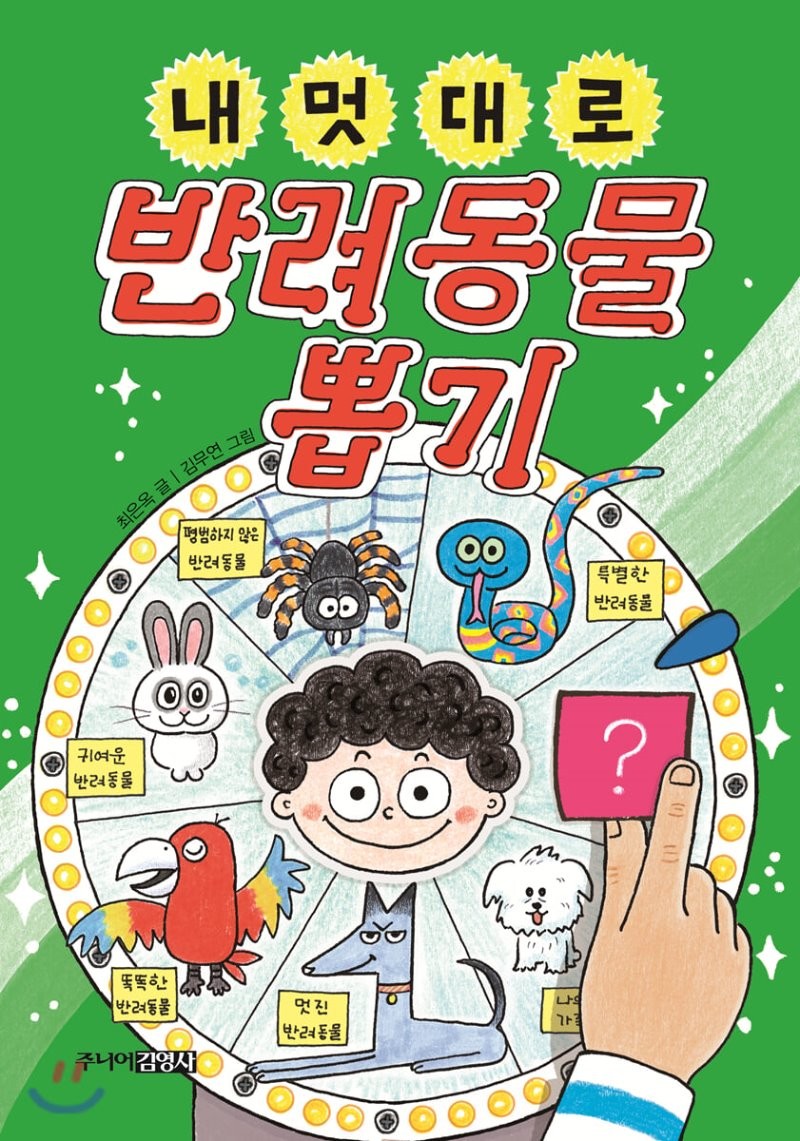 내 멋 대 로
반려동물
뽑기
최은옥 글 | 김무연 그림
평범하지 않은
반려동물
특별한
반려동물
?
귀여운
반려동물
똑똑한
반려동물
멋진
반려동물
주니어김영사